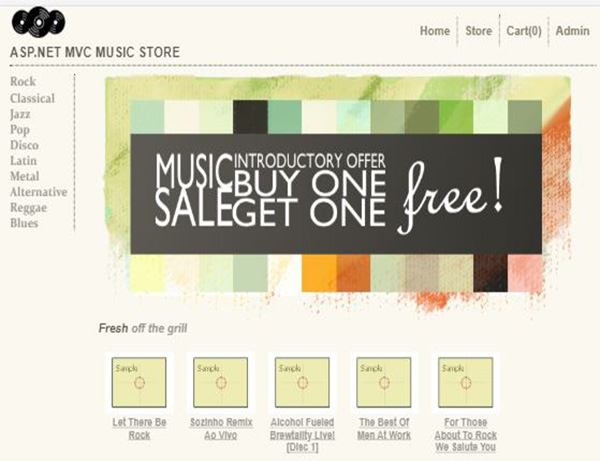 Home
Store
Cart(0)
Admin
ASP.NET MVC MUSIC STORE
Rock
Classical
Jazz
Pop
Disco
Latin
Metal
Alternative
Reggae
Blues
MUSIC
SALE
INTRODUCTORY OFFER
BUY ONE
GET ONE
free!
Fresh off the grill
Sample
Let There Be
Rock
Sample
Sozinho Remix
Ao Vivo
Sample
Alcohol Fueled
Brewtality Live!
[Disc 1]
Sample
The Best Of
Men At Work
Sample
For Those
About To Rock
We Salute You